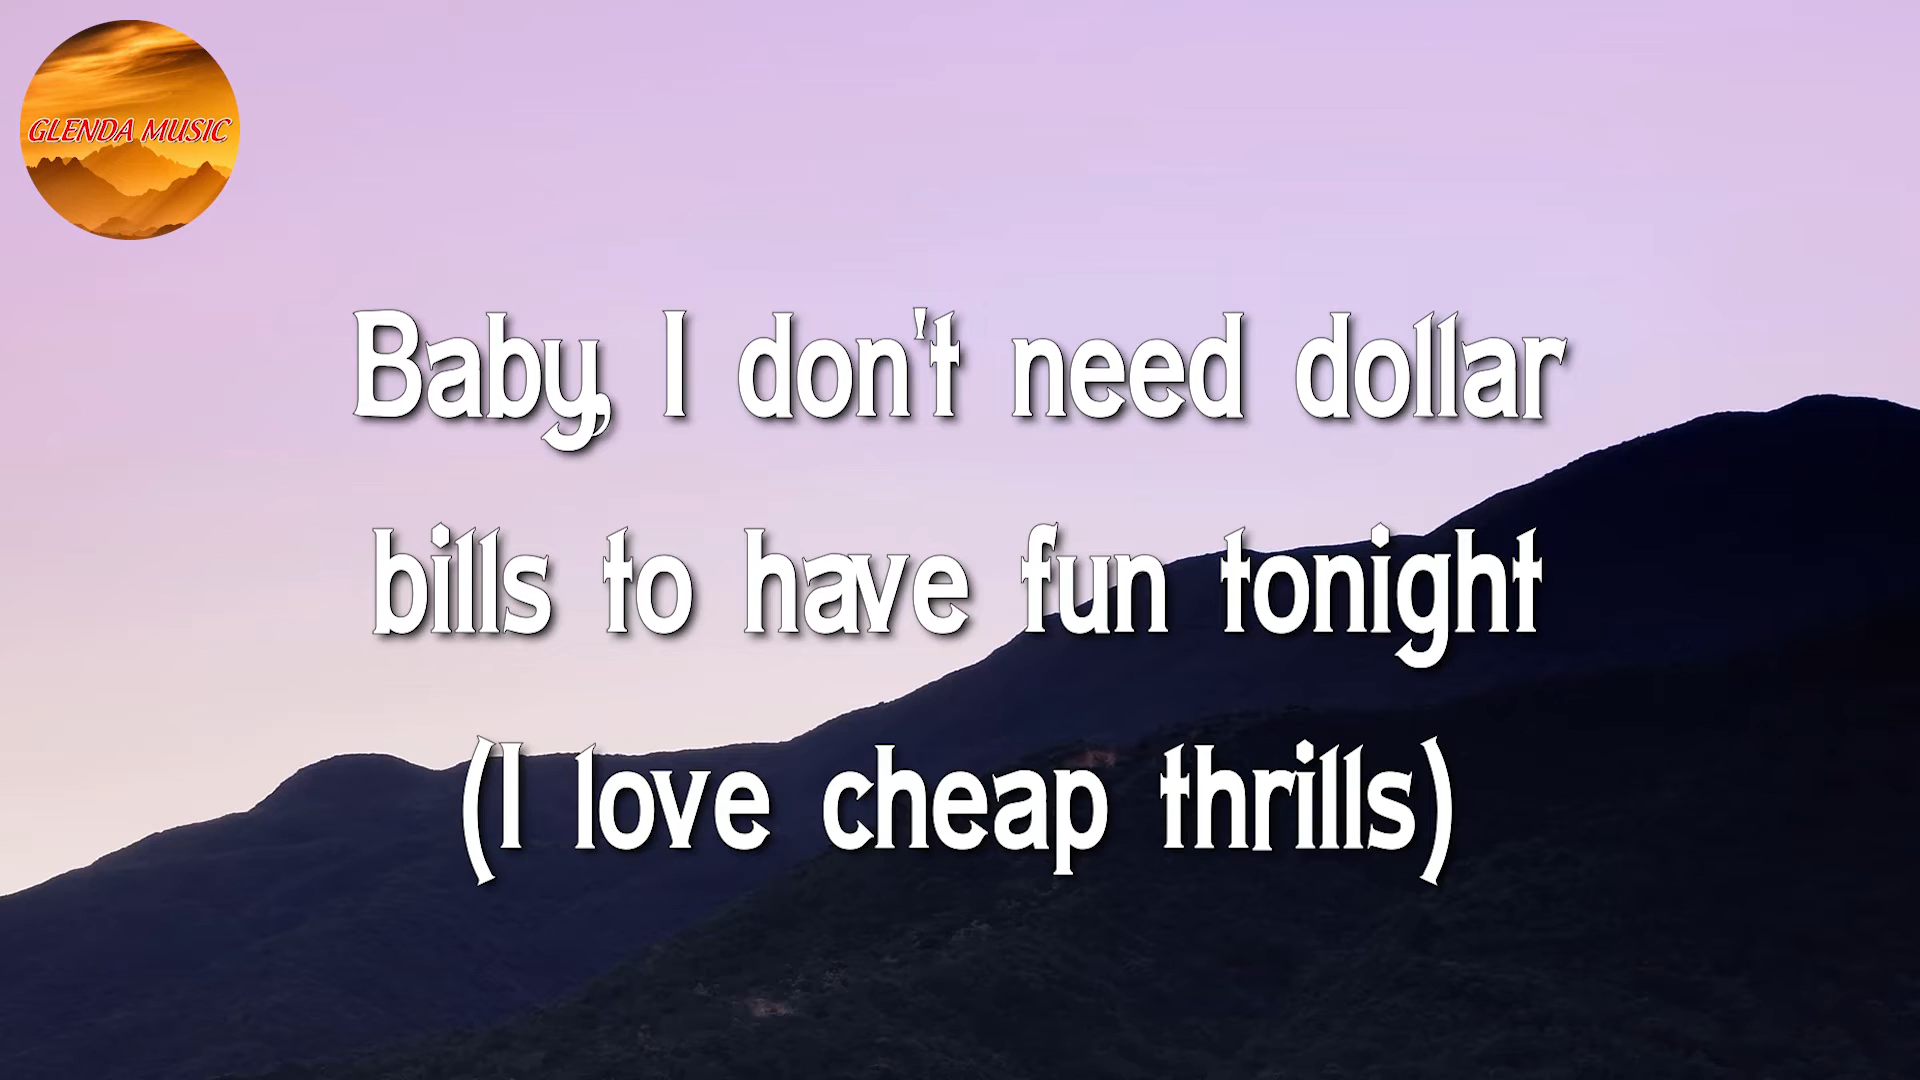 GLENDA MUSIC
Baby, I don't need dollar
bills to have fun tonight
(I love cheap thrills)